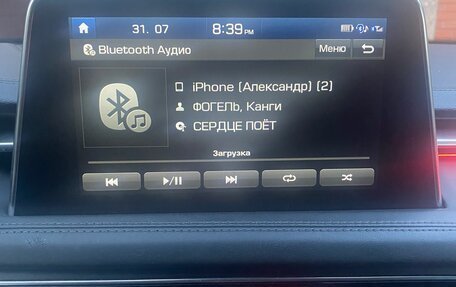 31. 07
8:39PM
Bluetooth Аудио
Меню
iPhone (Александр) (2)
ФОГЕЛЬ, Канги
СЕРДЦЕ ПОЁТ
Загрузка